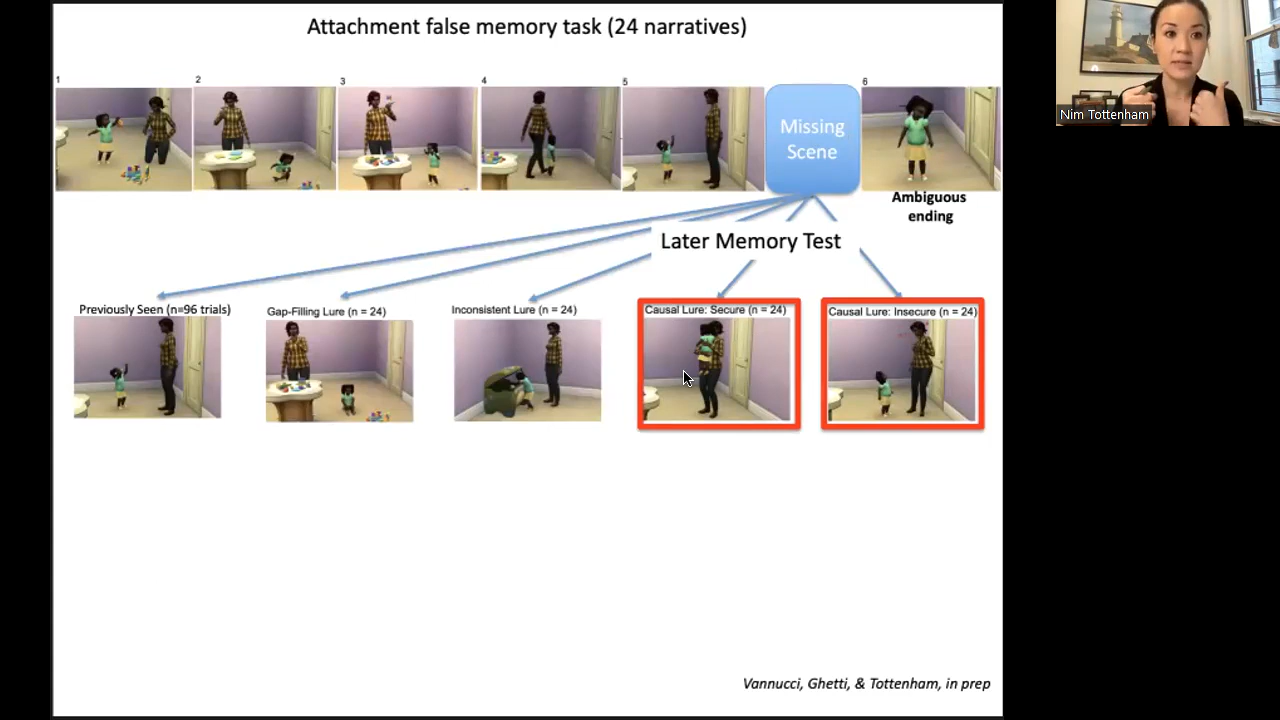 Attachment false memory task (24 narratives)
1
2
3
4
5
6
Missing
Scene
Ambiguous
ending
Later Memory Test
Previously Seen (n=96 trials)
Gap-Filling Lure (n = 24)
Inconsistent Lure (n = 24)
Causal Lure: Secure (n = 24)
Causal Lure: Insecure (n = 24)
Vannucci, Ghetti, & Tottenham, in prep
Nim Tottenham